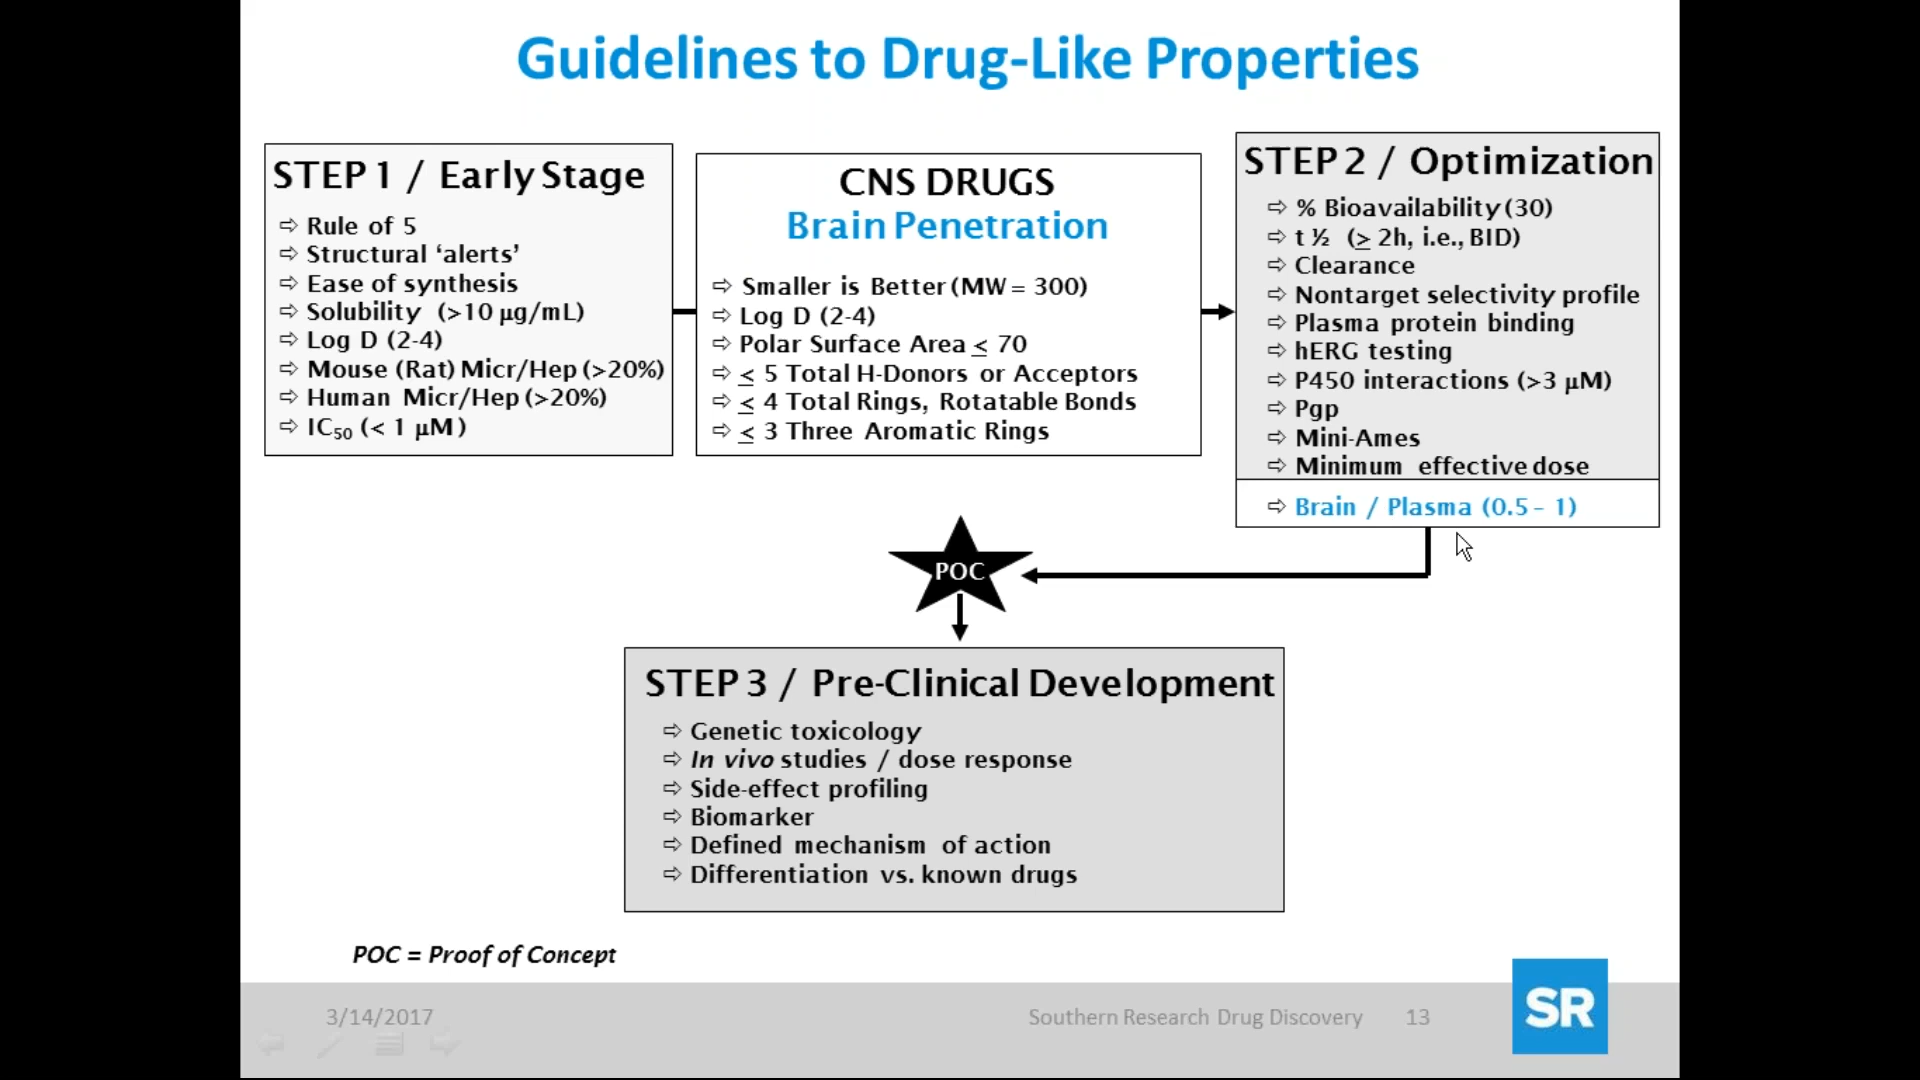 Guidelines to Drug-Like Properties
STEP 1 / Early Stage
⇨ Rule of 5
⇨ Structural ‘alerts’
⇨ Ease of synthesis
⇨ Solubility (>10 µg/mL)
⇨ Log D (2-4)
⇨ Mouse (Rat) Micr/Hep (>20%)
⇨ Human Micr/Hep (>20%)
⇨ IC50 (< 1 µM)
CNS DRUGS
Brain Penetration
⇨ Smaller is Better (MW = 300)
⇨ Log D (2-4)
⇨ Polar Surface Area ≤ 70
⇨ ≤ 5 Total H-Donors or Acceptors
⇨ ≤ 4 Total Rings, Rotatable Bonds
⇨ ≤ 3 Three Aromatic Rings
STEP 2 / Optimization
⇨ % Bioavailability (30)
⇨ t ½ (≥ 2h, i.e., BID)
⇨ Clearance
⇨ Nontarget selectivity profile
⇨ Plasma protein binding
⇨ hERG testing
⇨ P450 interactions (>3 µM)
⇨ Pgp
⇨ Mini-Ames
⇨ Minimum effective dose
⇨ Brain / Plasma (0.5 – 1)
POC
STEP 3 / Pre-Clinical Development
⇨ Genetic toxicology
⇨ In vivo studies / dose response
⇨ Side-effect profiling
⇨ Biomarker
⇨ Defined mechanism of action
⇨ Differentiation vs. known drugs
POC = Proof of Concept
3/14/2017
Southern Research Drug Discovery
13
SR